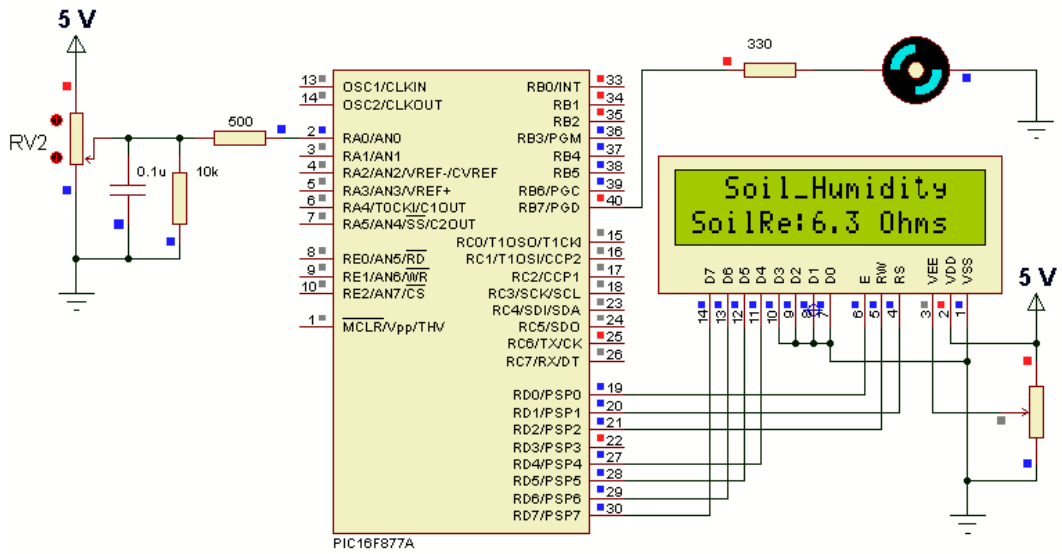 5 V
RV2
0.1u
10k
500
13 OSC1/CLKIN
14 OSC2/CLKOUT
2 RA0/AN0
3 RA1/AN1
4 RA2/AN2/VREF-/CVREF
5 RA3/AN3/VREF+
6 RA4/T0CKI/C1OUT
7 RA5/AN4/SS/C2OUT
8 RE0/AN5/RD
9 RE1/AN6/WR
10 RE2/AN7/CS
1 MCLR/Vpp/THV
RB0/INT 33
RB1 34
RB2 35
RB3/PGM 36
RB4 37
RB5 38
RB6/PGC 39
RB7/PGD 40
RC0/T1OSO/T1CKI 15
RC1/T1OSI/CCP2 16
RC2/CCP1 17
RC3/SCK/SCL 18
RC4/SDI/SDA 23
RC5/SDO 24
RC6/TX/CK 25
RC7/RX/DT 26
RD0/PSP0 19
RD1/PSP1 20
RD2/PSP2 21
RD3/PSP3 22
RD4/PSP4 27
RD5/PSP5 28
RD6/PSP6 29
RD7/PSP7 30
PIC16F877A
330
Soil_Humidity
SoilRe:6.3 Ohms
D7 D6 D5 D4 D3 D2 D1 D0 E RW RS VEE VDD VSS
14 13 12 11 10 9 8 7 6 5 4 3 2 1
5 V